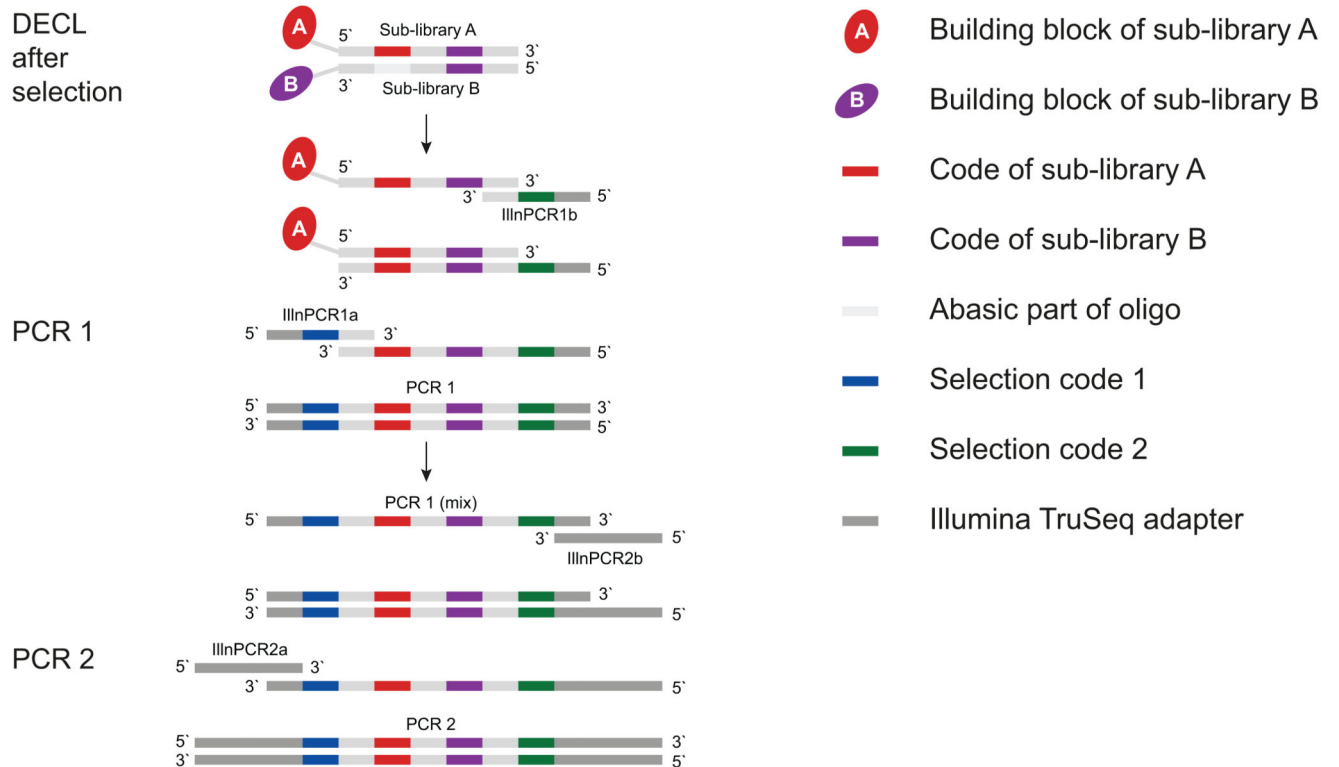 DECL
after
selection
A
5`
Sub-library A
3`
B
5`
3`
Sub-library B
A
5`
3`
3`
5`
IllnPCR1b
A
5`
3`
5`
3`
PCR 1
IllnPCR1a
5`
3`
3`
5`
PCR 1
5`
3`
3`
5`
PCR 1 (mix)
5`
3`
3`
5`
IllnPCR2b
5`
3`
3`
5`
PCR 2
IllnPCR2a
5`
3`
3`
5`
PCR 2
5`
3`
3`
5`
A Building block of sub-library A
B Building block of sub-library B
Code of sub-library A
Code of sub-library B
Abasic part of oligo
Selection code 1
Selection code 2
Illumina TruSeq adapter